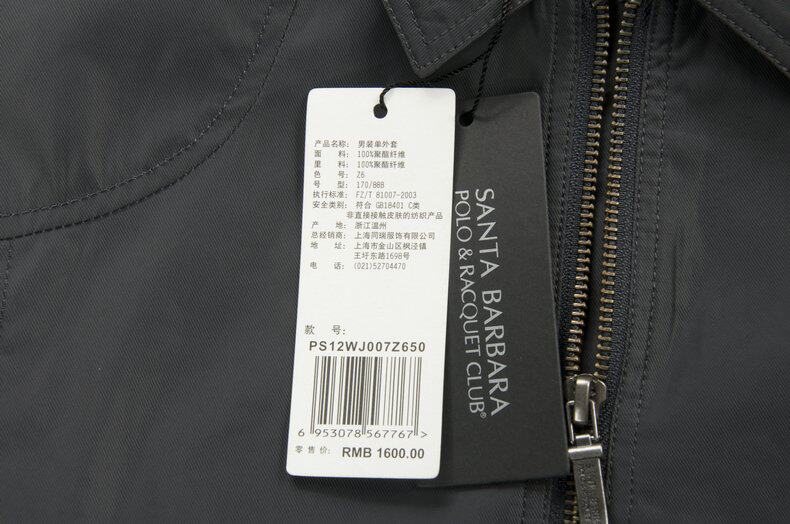 产品名称: 男装单外套
面 料: 100%聚酯纤维
里 料: 100%聚酯纤维
色 号: Z6
号 型: 170/88B
执行标准: FZ/T 81007-2003
安全类别: 符合 GB18401 C类
非直接接触皮肤的纺织产品
产 地: 浙江温州
总经销商: 上海同瑞服饰有限公司
地 址: 上海市金山区枫泾镇
王圩东路1698号
电 话: (021)52704470
款 号:
PS12WJ007Z650
6 953078 567767 >
零售价: RMB 1600.00
SANTA BARBARA
POLO & RACQUET CLUB®